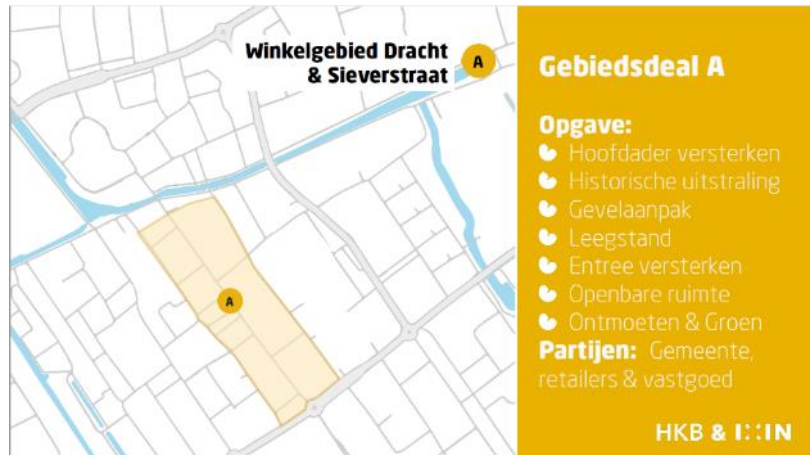 Winkelgebied Dracht
& Sieverstraat
A
A
Gebiedsdeal A
Opgave:
Hoofdader versterken
Historische uitstraling
Gevelaanpak
Leegstand
Entree versterken
Openbare ruimte
Ontmoeten & Groen
Partijen: Gemeente,
retailers & vastgoed
HKB &